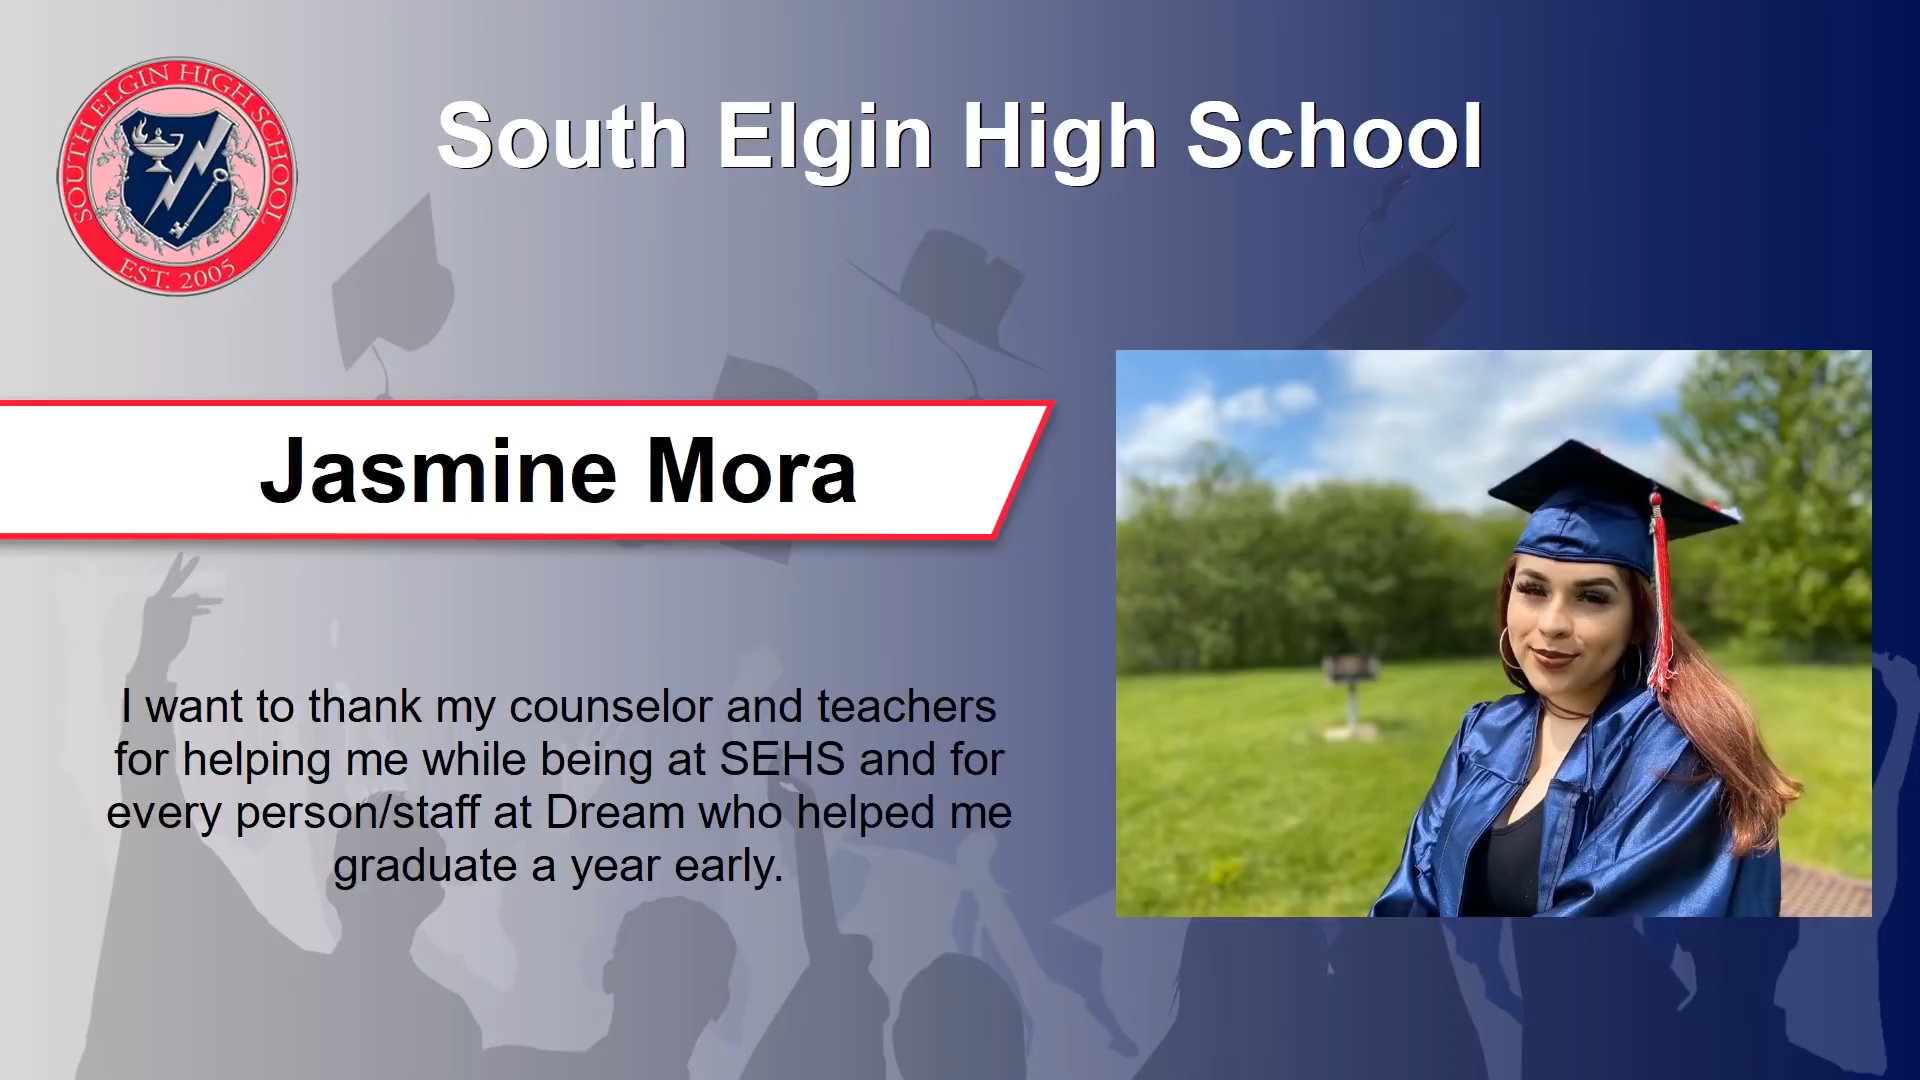 SOUTH ELGIN HIGH SCHOOL
EST. 2005
South Elgin High School
Jasmine Mora
I want to thank my counselor and teachers
for helping me while being at SEHS and for
every person/staff at Dream who helped me
graduate a year early.